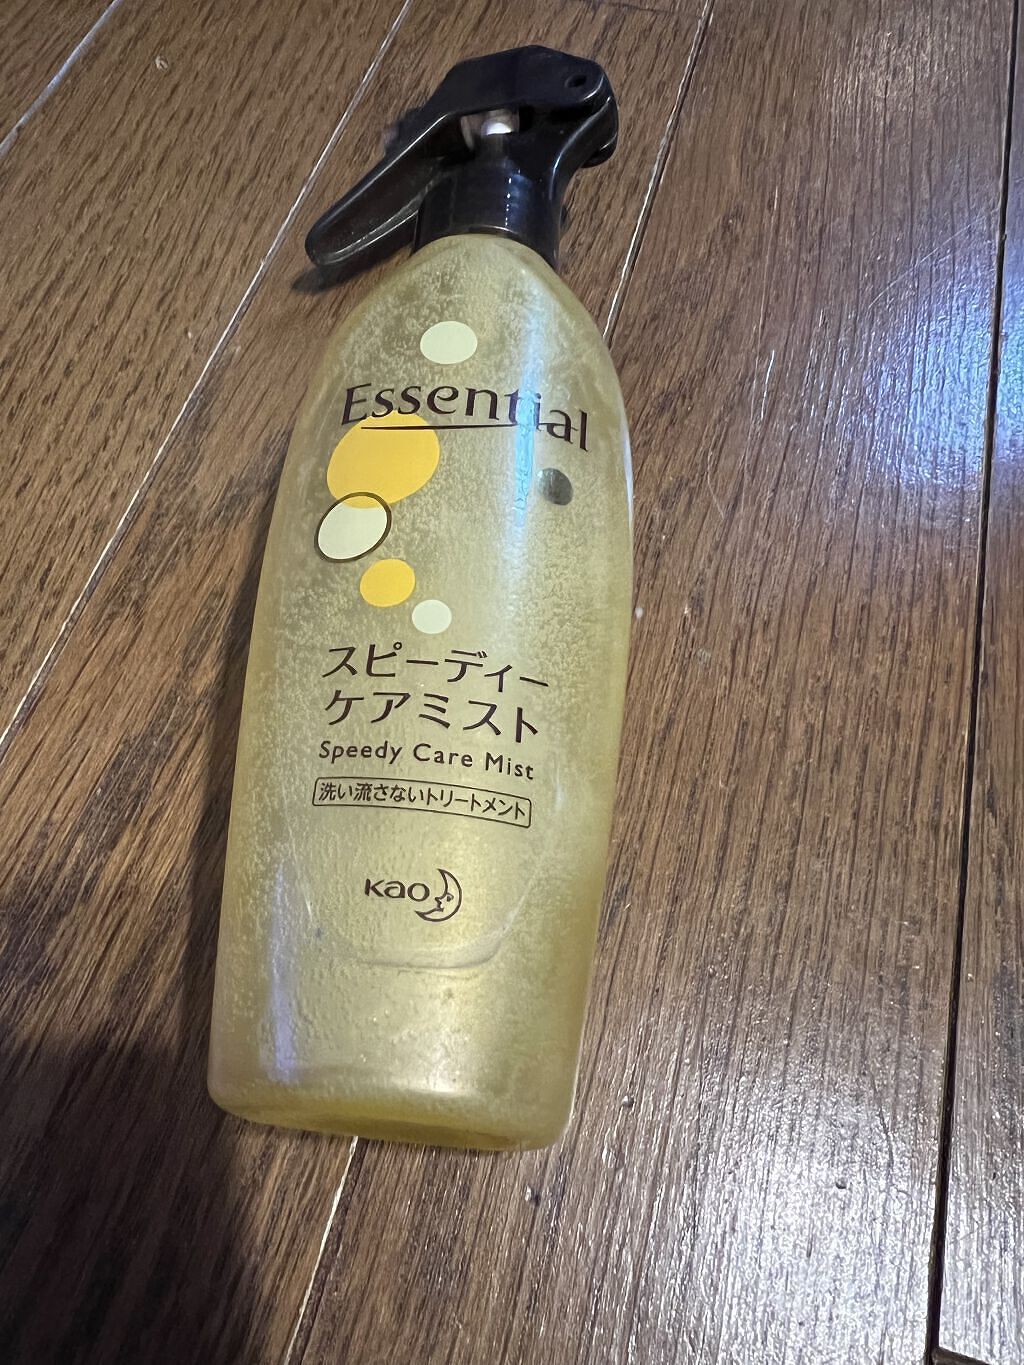 Essential
スピーディー
ケアミスト
Speedy Care Mist
洗い流さないトリートメント
Kao